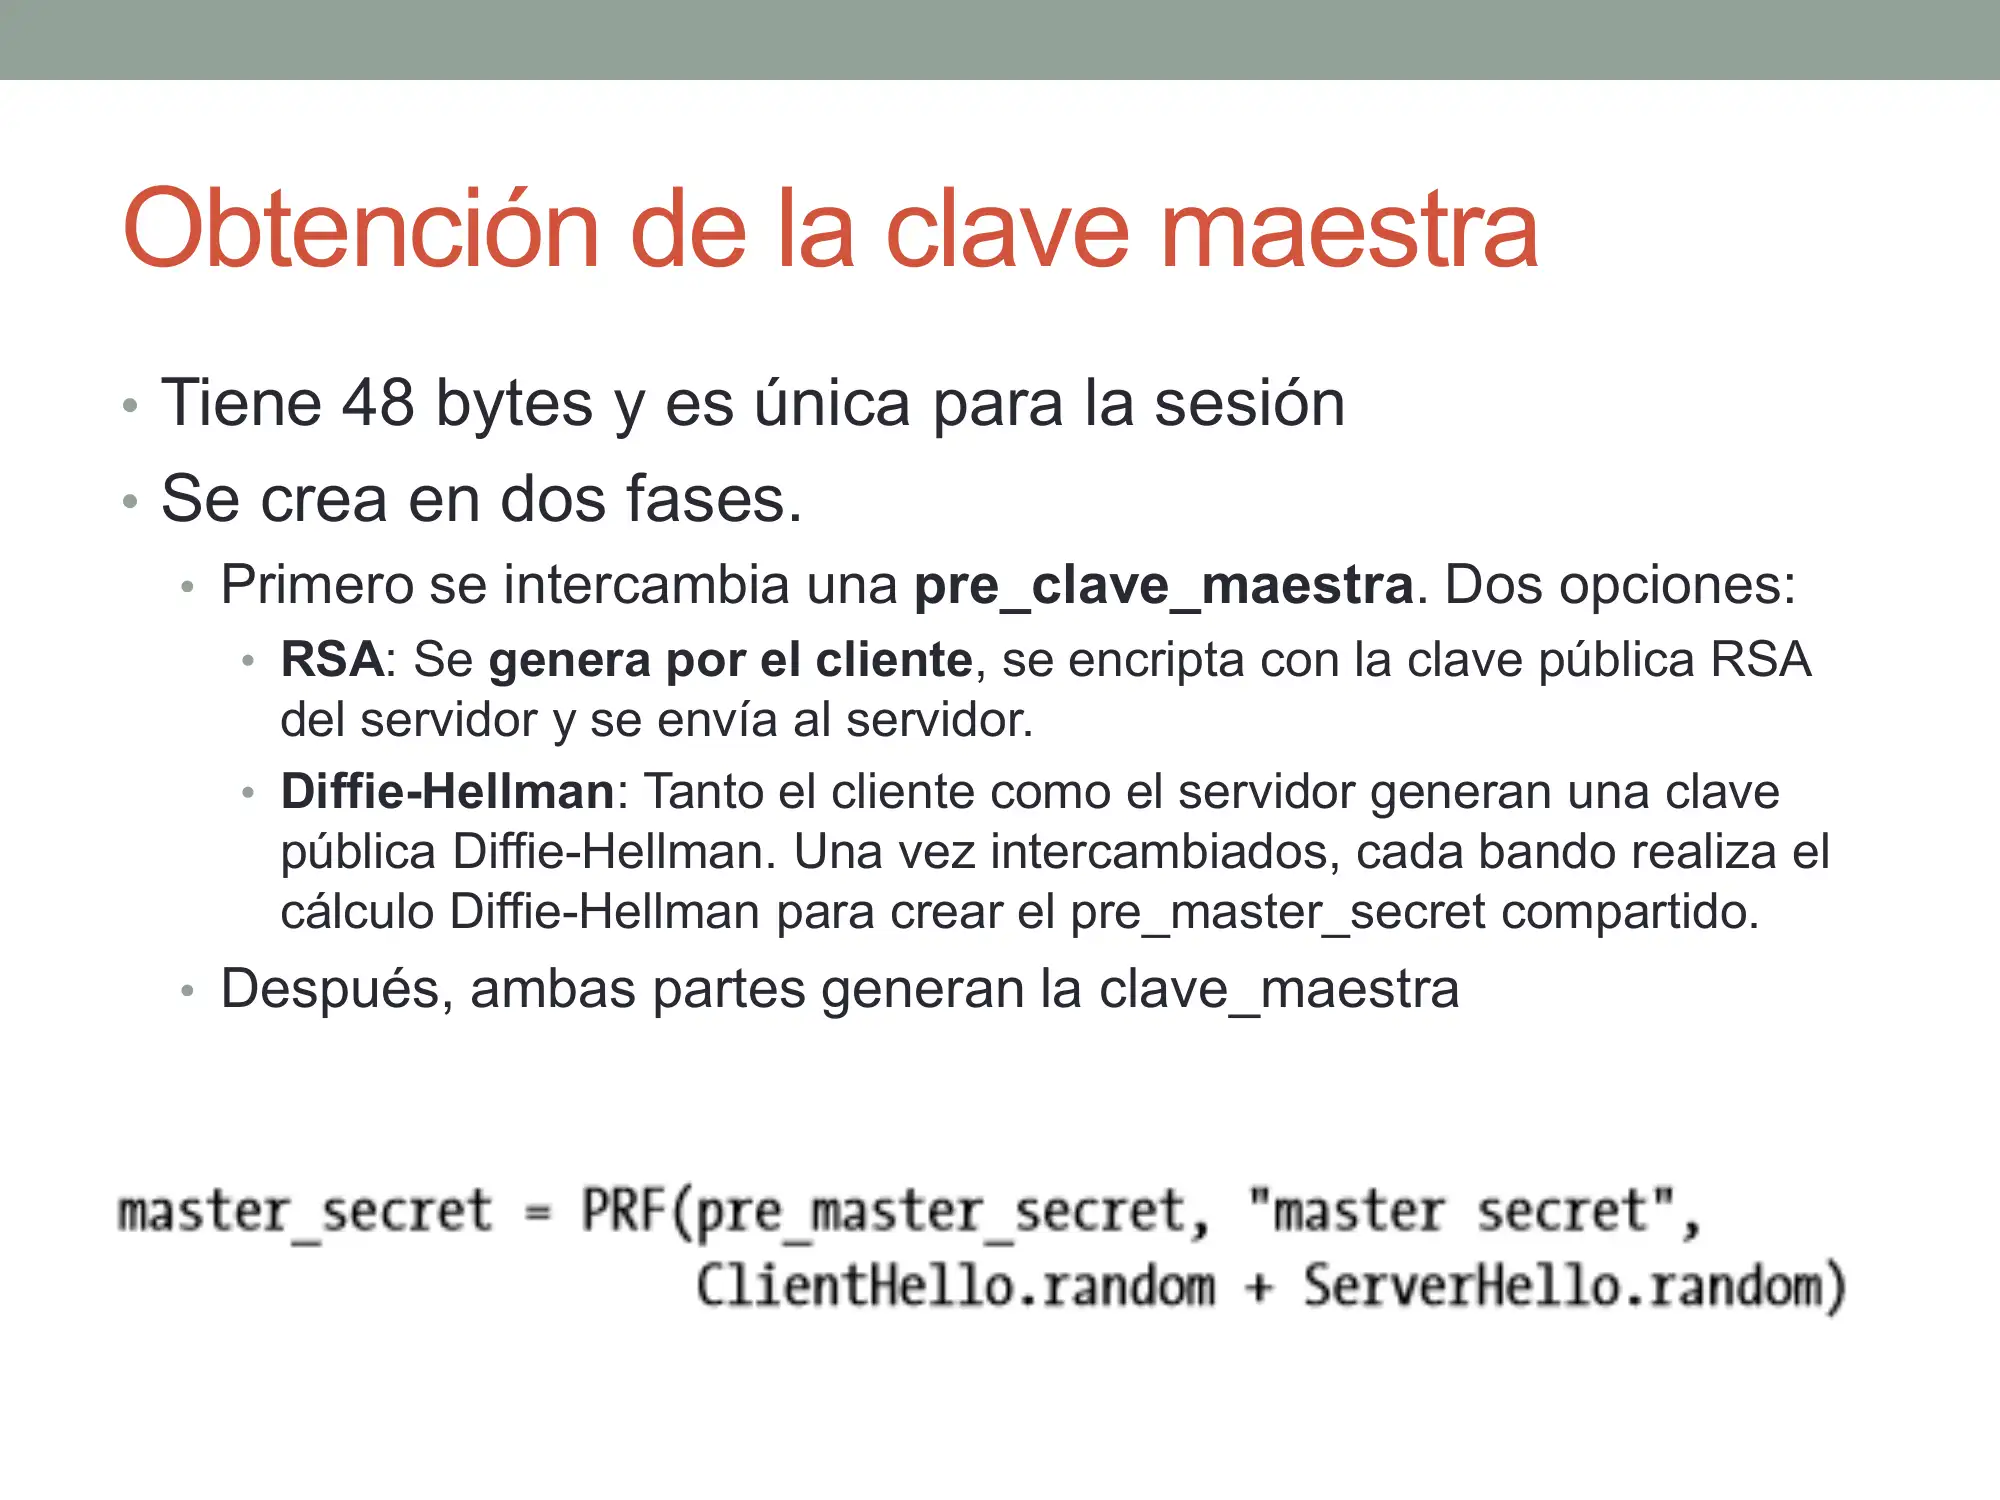 Obtención de la clave maestra
• Tiene 48 bytes y es única para la sesión
• Se crea en dos fases.
• Primero se intercambia una pre_clave_maestra. Dos opciones:
• RSA: Se genera por el cliente, se encripta con la clave pública RSA
del servidor y se envía al servidor.
• Diffie-Hellman: Tanto el cliente como el servidor generan una clave
pública Diffie-Hellman. Una vez intercambiados, cada bando realiza el
cálculo Diffie-Hellman para crear el pre_master_secret compartido.
• Después, ambas partes generan la clave_maestra
master_secret = PRF(pre_master_secret, "master secret",
ClientHello.random + ServerHello.random)